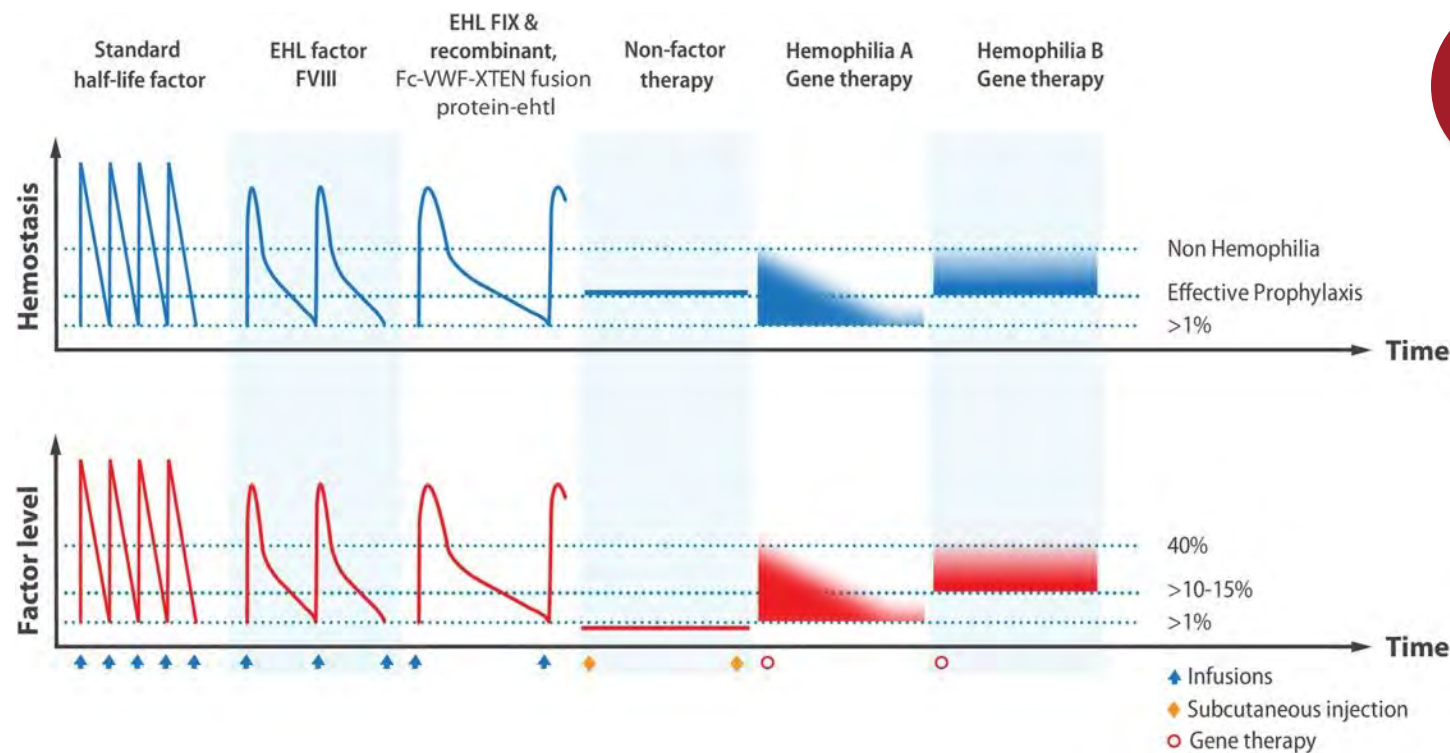 Standard
half-life factor
EHL factor
FVIII
EHL FIX &
recombinant,
Fc-VWF-XTEN fusion
protein-ehtl
Non-factor
therapy
Hemophilia A
Gene therapy
Hemophilia B
Gene therapy
Hemostasis
Non Hemophilia
Effective Prophylaxis
>1%
Time
Factor level
40%
>10-15%
>1%
Time
Infusions
Subcutaneous injection
Gene therapy